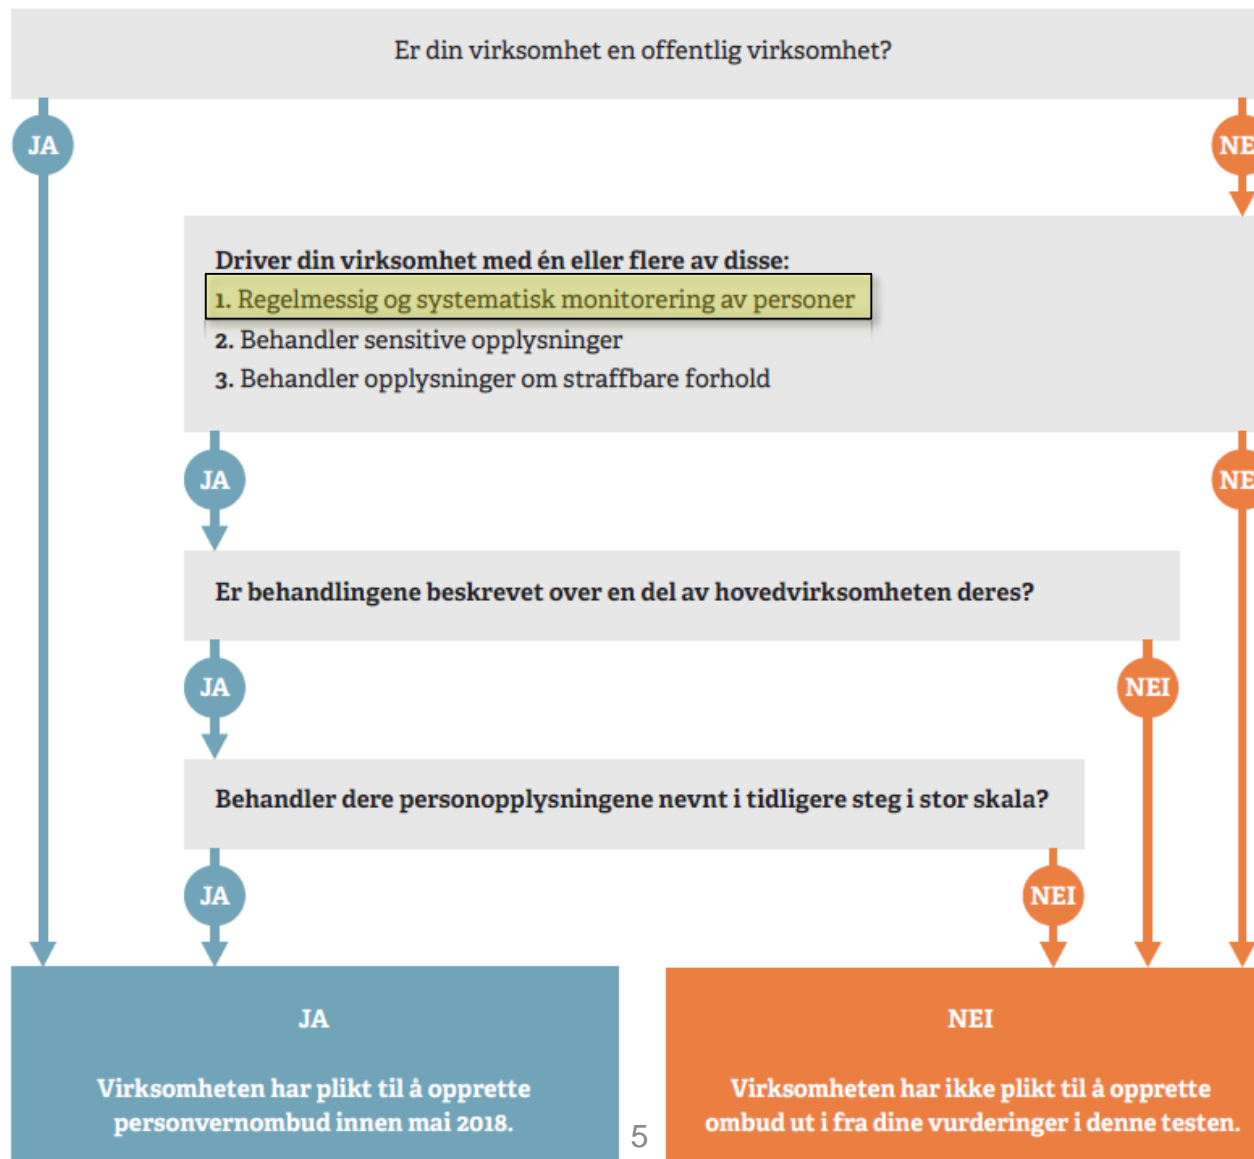 Er din virksomhet en offentlig virksomhet?
JA
NE
Driver din virksomhet med én eller flere av disse:
1. Regelmessig og systematisk monitorering av personer
2. Behandler sensitive opplysninger
3. Behandler opplysninger om straffbare forhold
JA
NE
Er behandlingene beskrevet over en del av hovedvirksomheten deres?
JA
NEI
Behandler dere personopplysningene nevnt i tidligere steg i stor skala?
JA
NEI
JA
Virksomheten har plikt til å opprette
personvernombud innen mai 2018.
5
NEI
Virksomheten har ikke plikt til å opprette
ombud ut i fra dine vurderinger i denne testen.